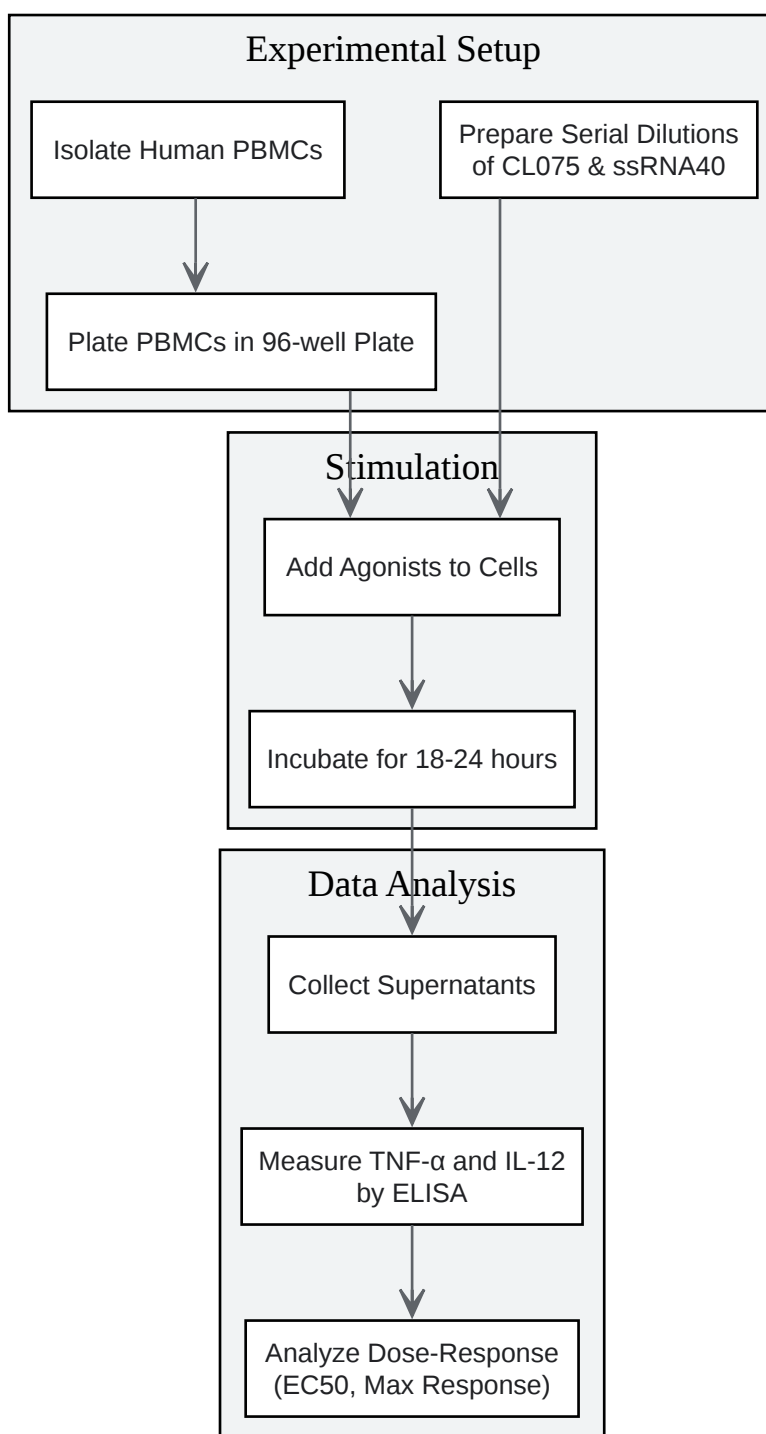 Experimental Setup
Isolate Human PBMCs
Prepare Serial Dilutions
of CL075 & ssRNA40
Plate PBMCs in 96-well Plate
Stimulation
Add Agonists to Cells
Incubate for 18-24 hours
Data Analysis
Collect Supernatants
Measure TNF-α and IL-12
by ELISA
Analyze Dose-Response
(EC50, Max Response)